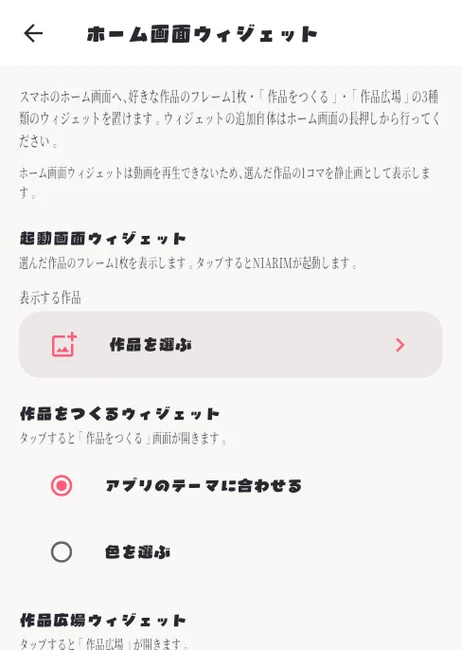 ホーム画面ウィジェット
スマホのホーム画面へ、好きな作品のフレーム1枚・「作品をつくる」・「作品広場」の3種
類のウィジェットを置けます。ウィジェットの追加自体はホーム画面の長押しから行ってく
ださい。
ホーム画面ウィジェットは動画を再生できないため、選んだ作品の1コマを静止画として表示しま
す。
起動画面ウィジェット
選んだ作品のフレーム1枚を表示します。タップするとNIARIMが起動します。
表示する作品
作品を選ぶ
作品をつくるウィジェット
タップすると「作品をつくる」画面が開きます。
アプリのテーマに合わせる
色を選ぶ
作品広場ウィジェット
タップすると「作品広場」が開きます。